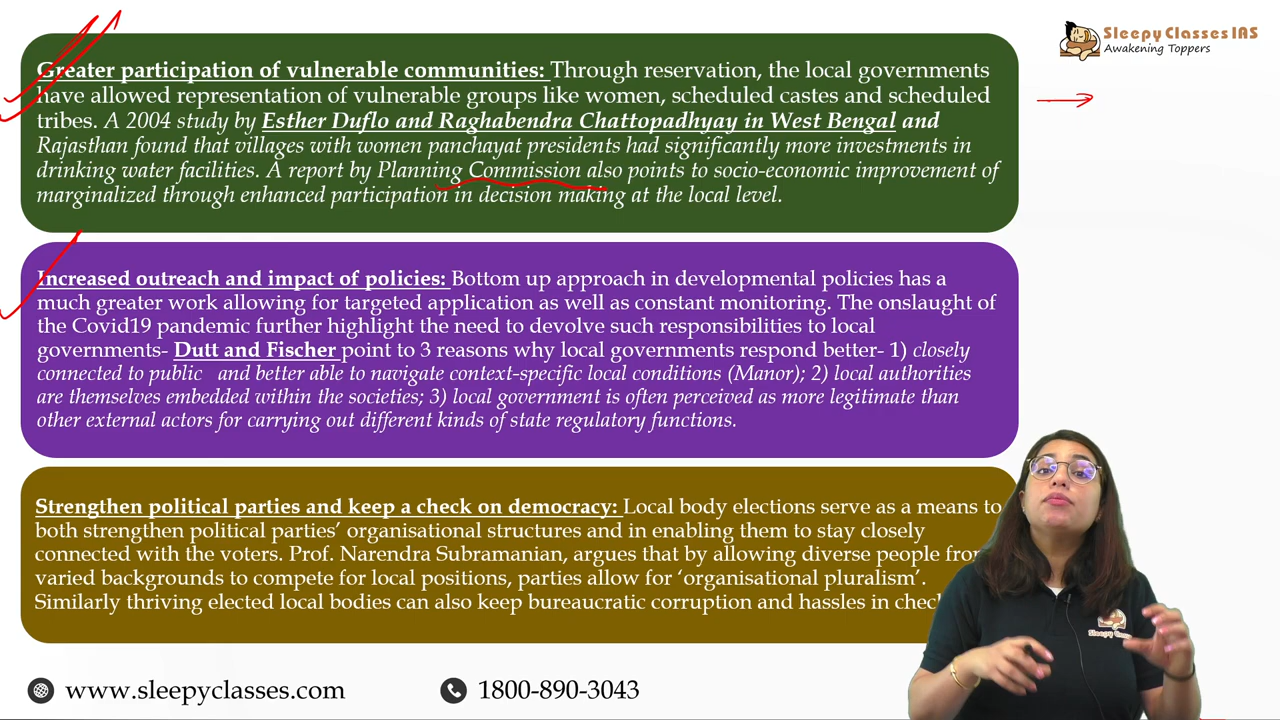 Sleepy Classes IAS
Awakening Toppers
Greater participation of vulnerable communities: Through reservation, the local governments
have allowed representation of vulnerable groups like women, scheduled castes and scheduled
tribes. A 2004 study by Esther Duflo and Raghabendra Chattopadhyay in West Bengal and
Rajasthan found that villages with women panchayat presidents had significantly more investments in
drinking water facilities. A report by Planning Commission also points to socio-economic improvement of
marginalized through enhanced participation in decision making at the local level.
Increased outreach and impact of policies: Bottom up approach in developmental policies has a
much greater work allowing for targeted application as well as constant monitoring. The onslaught of
the Covid19 pandemic further highlight the need to devolve such responsibilities to local
governments- Dutt and Fischer point to 3 reasons why local governments respond better- 1) closely
connected to public and better able to navigate context-specific local conditions (Manor); 2) local authorities
are themselves embedded within the societies; 3) local government is often perceived as more legitimate than
other external actors for carrying out different kinds of state regulatory functions.
Strengthen political parties and keep a check on democracy: Local body elections serve as a means to
both strengthen political parties’ organisational structures and in enabling them to stay closely
connected with the voters. Prof. Narendra Subramanian, argues that by allowing diverse people
varied backgrounds to compete for local positions, parties allow for ‘organisational pluralism’.
Similarly thriving elected local bodies can also keep bureaucratic corruption and hassles in
www.sleepyclasses.com
1800-890-3043